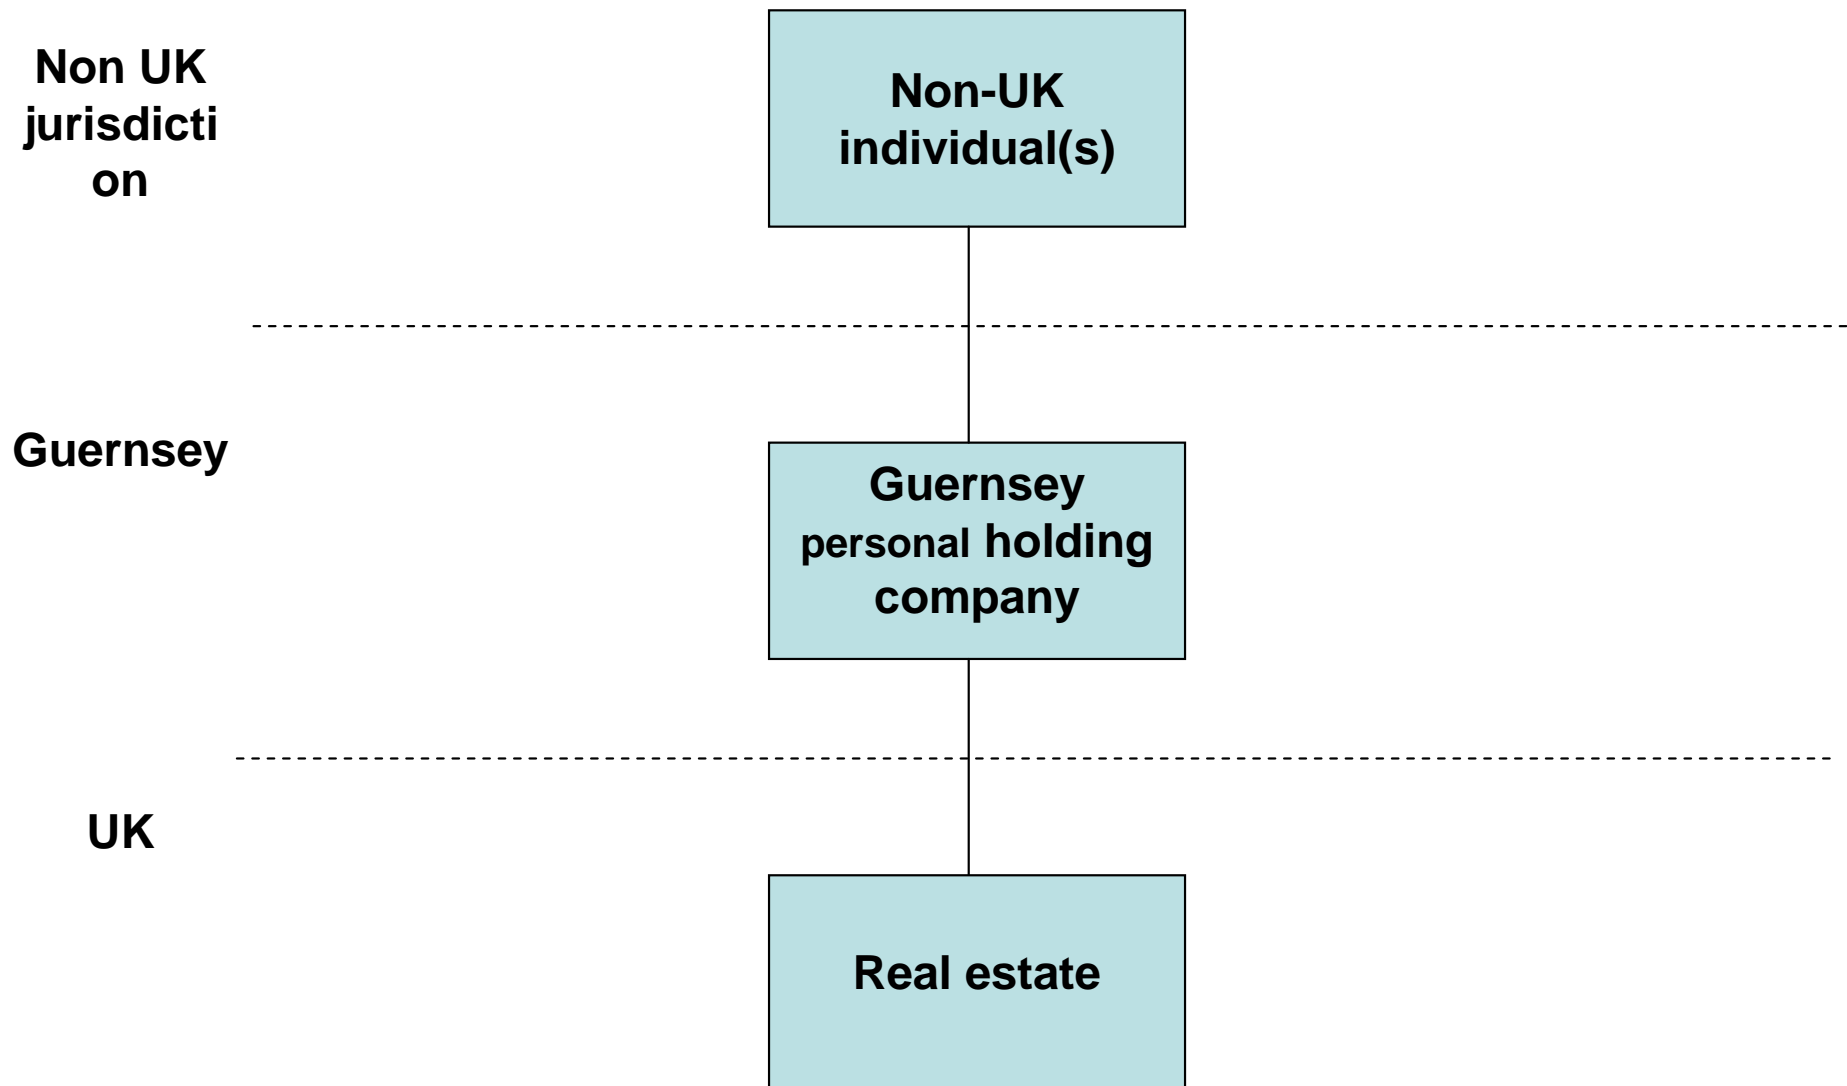 Non UK
jurisdicti
on
Non-UK
individual(s)
Guernsey
Guernsey
personal holding
company
UK
Real estate